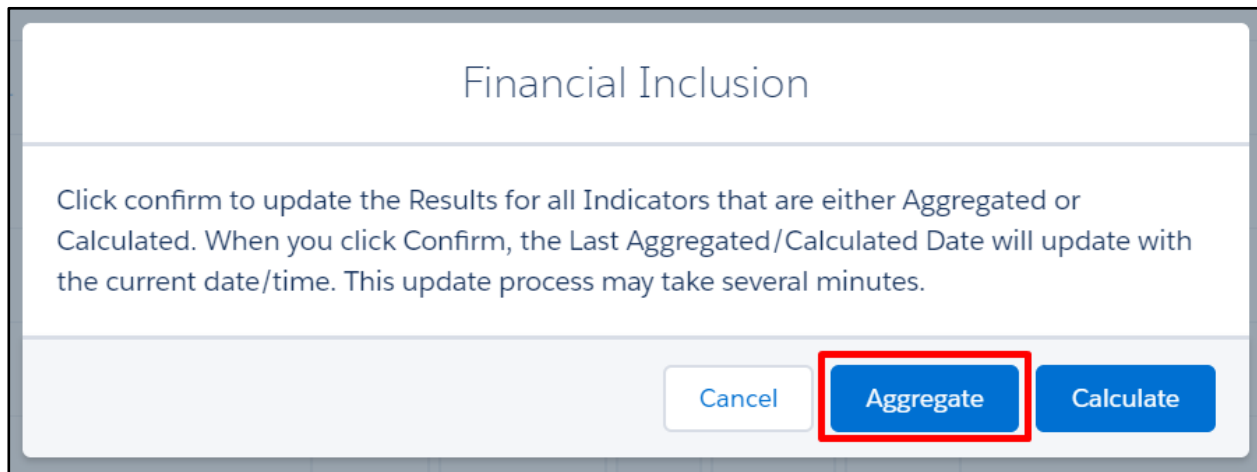 Financial Inclusion
Click confirm to update the Results for all Indicators that are either Aggregated or
Calculated. When you click Confirm, the Last Aggregated/Calculated Date will update with
the current date/time. This update process may take several minutes.
Cancel Aggregate Calculate